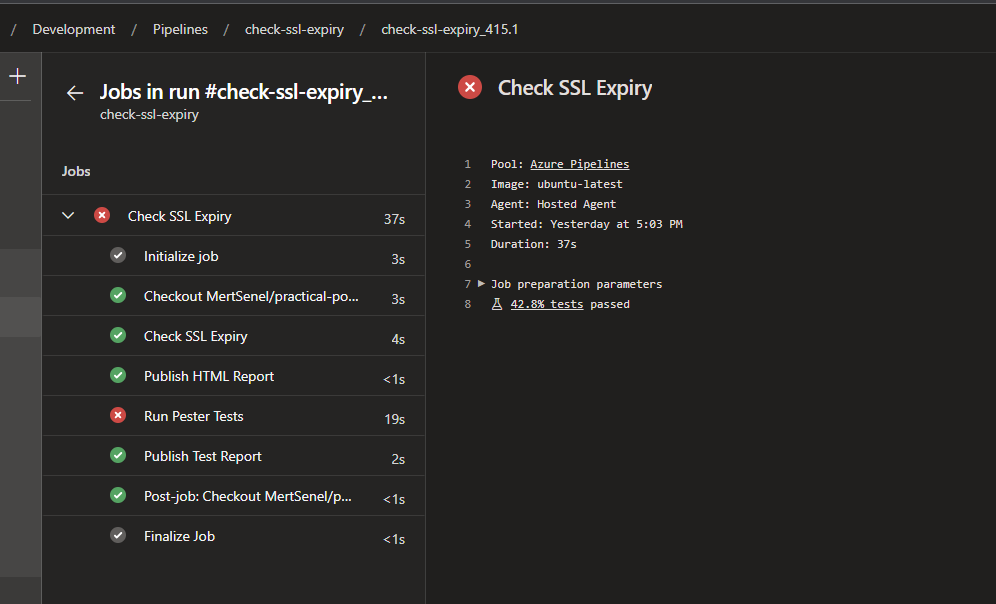 / Development / Pipelines / check-ssl-expiry / check-ssl-expiry_415.1
Jobs in run #check-ssl-expiry_...
check-ssl-expiry
Jobs
Check SSL Expiry 37s
Initialize job 3s
Checkout MertSenel/practical-po... 3s
Check SSL Expiry 4s
Publish HTML Report <1s
Run Pester Tests 19s
Publish Test Report 2s
Post-job: Checkout MertSenel/p... <1s
Finalize Job <1s
Check SSL Expiry
1 Pool: Azure Pipelines
2 Image: ubuntu-latest
3 Agent: Hosted Agent
4 Started: Yesterday at 5:03 PM
5 Duration: 37s
6
7 Job preparation parameters
8 42.8% tests passed